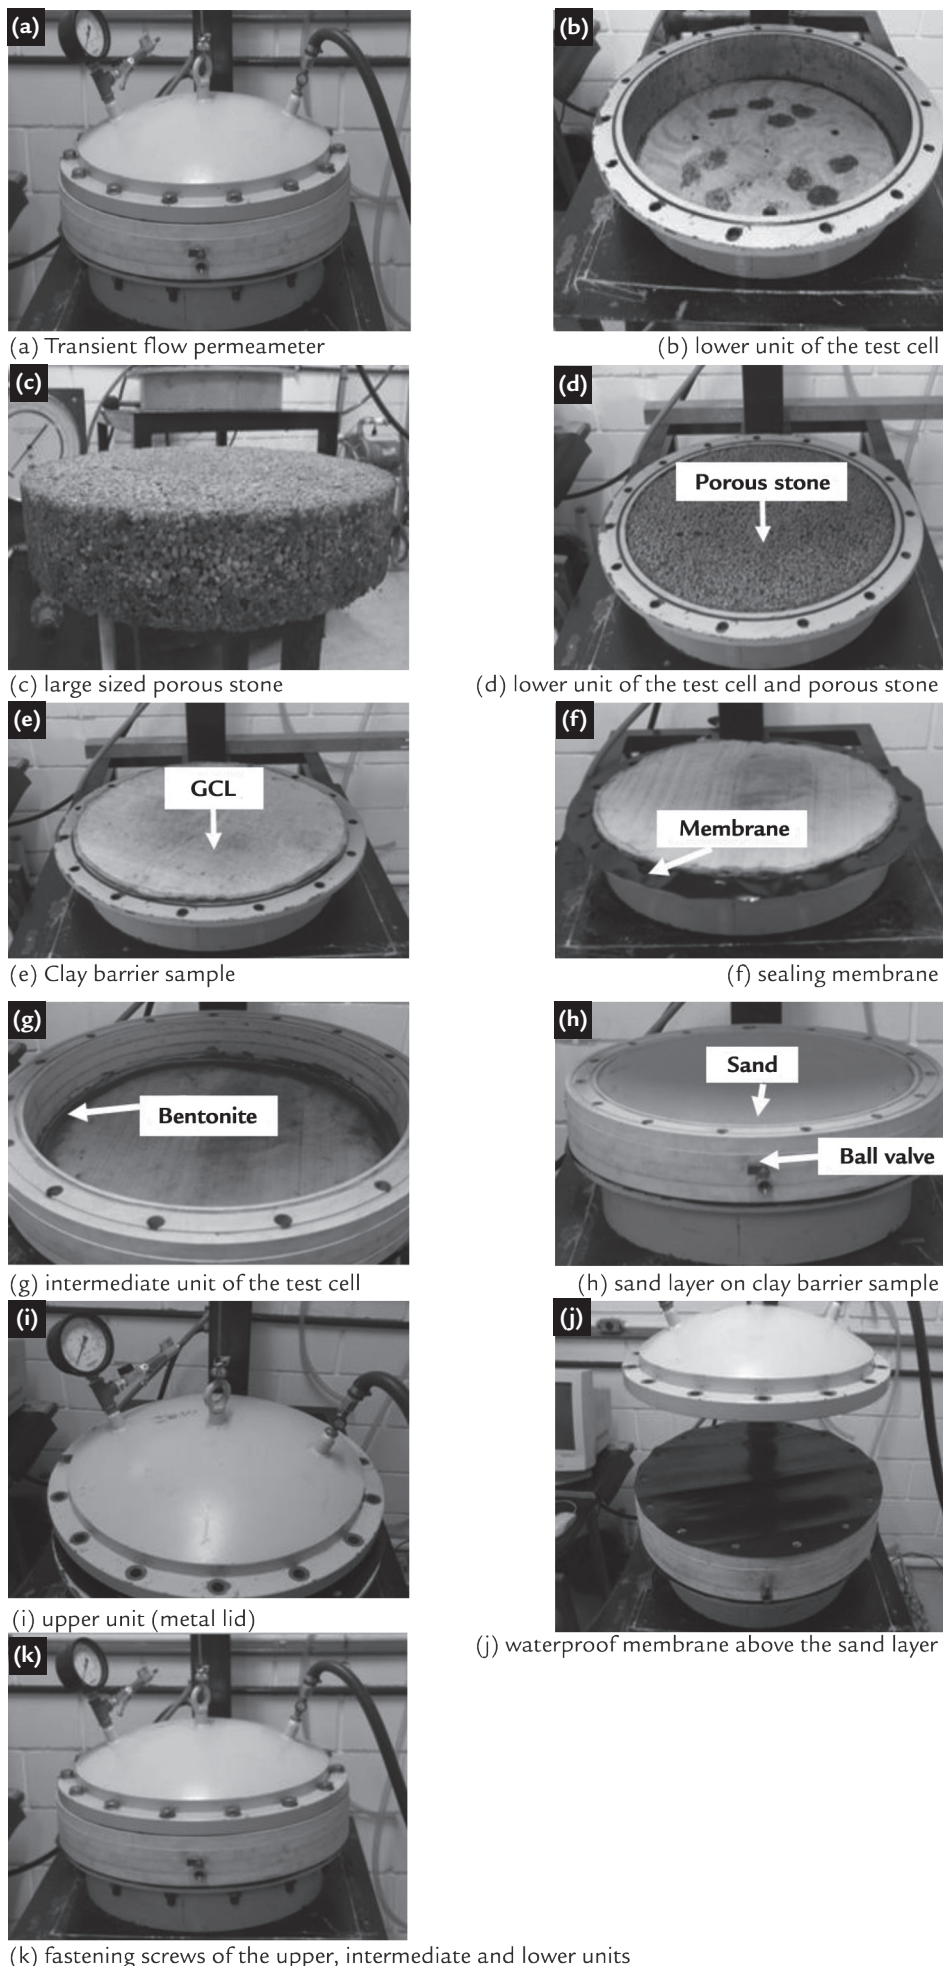 (a)
(b)
(a) Transient flow permeameter
(b) lower unit of the test cell
(c)
(d)
Porous stone
(c) large sized porous stone
(d) lower unit of the test cell and porous stone
(e)
(f)
GCL
Membrane
(e) Clay barrier sample
(f) sealing membrane
(g)
(h)
Sand
Bentonite
Ball valve
(g) intermediate unit of the test cell
(h) sand layer on clay barrier sample
(i)
(j)
(i) upper unit (metal lid)
(j) waterproof membrane above the sand layer
(k)
(k) fastening screws of the upper, intermediate and lower units